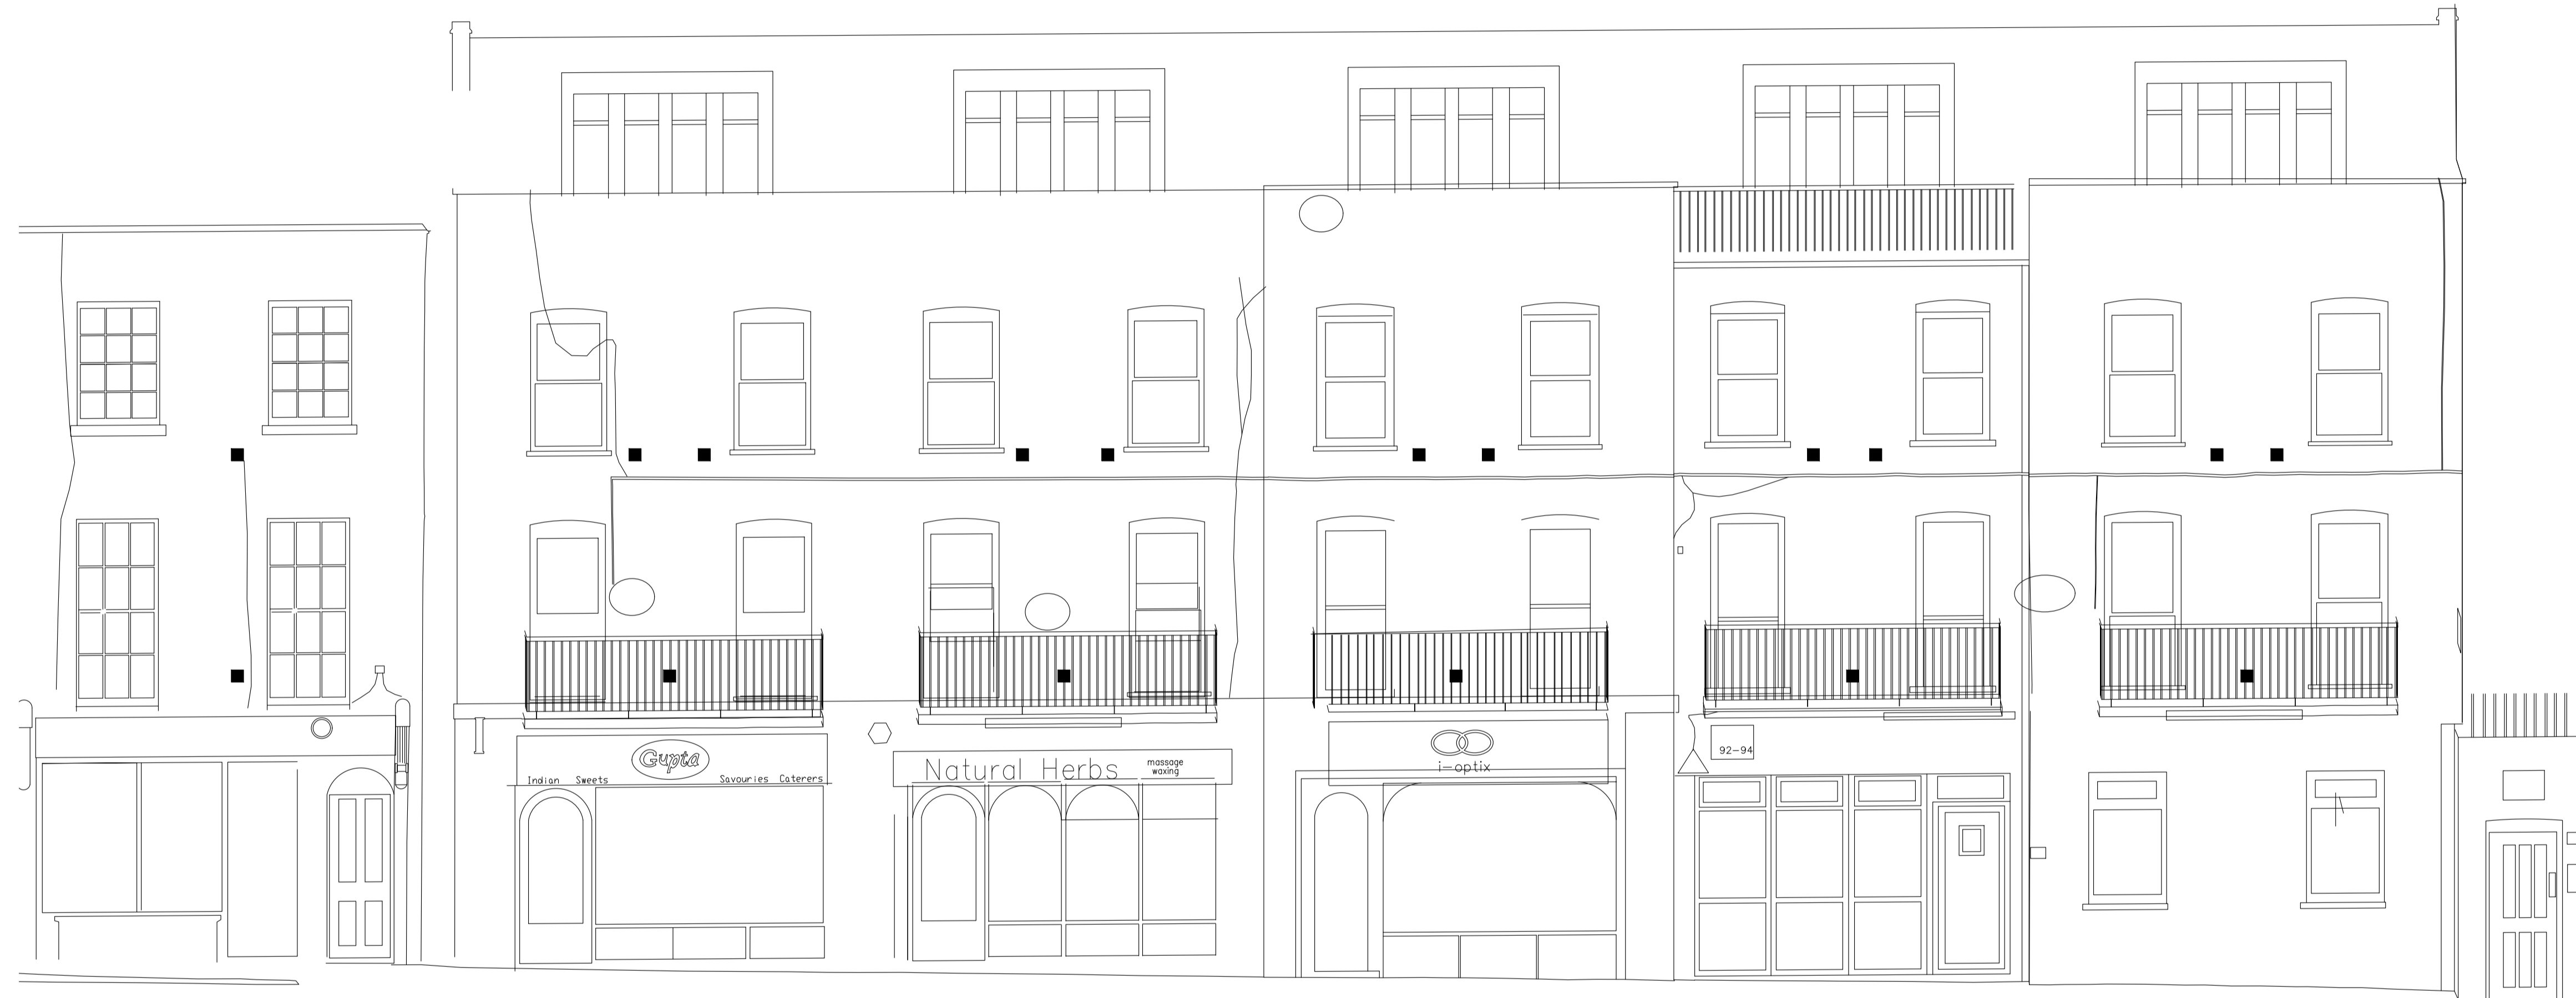 Gupta
Indian Sweets Savouries Caterers
Natural Herbs
massage
waxing
i-optix
92-94